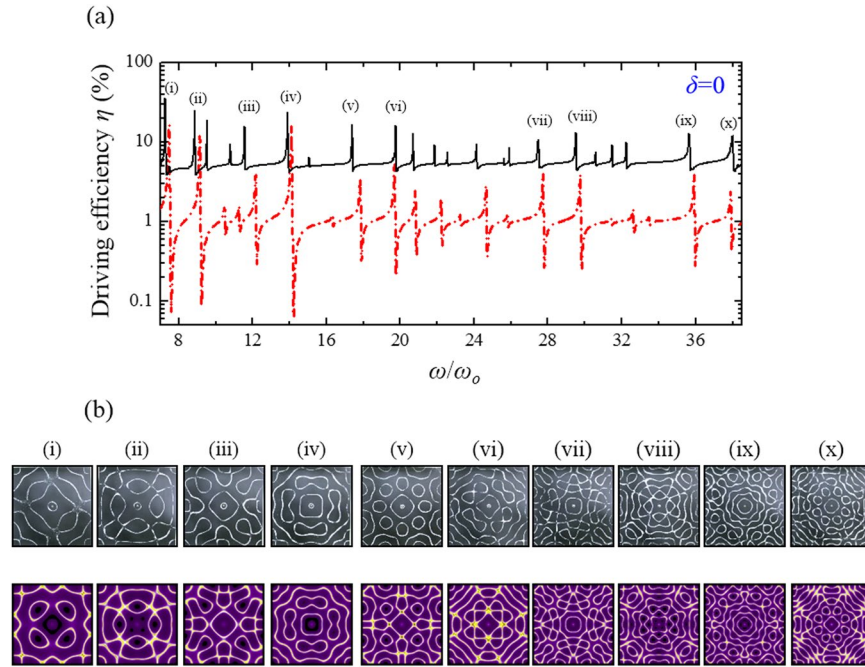 (a)
100
10
1
0.1
Driving efficiency η (%)
δ=0
(i)
(ii)
(iii)
(iv)
(v)
(vi)
(vii)
(viii)
(ix)
(x)
8 12 16 20 24 28 32 36
ω/ωo
(b)
(i) (ii) (iii) (iv) (v) (vi) (vii) (viii) (ix) (x)